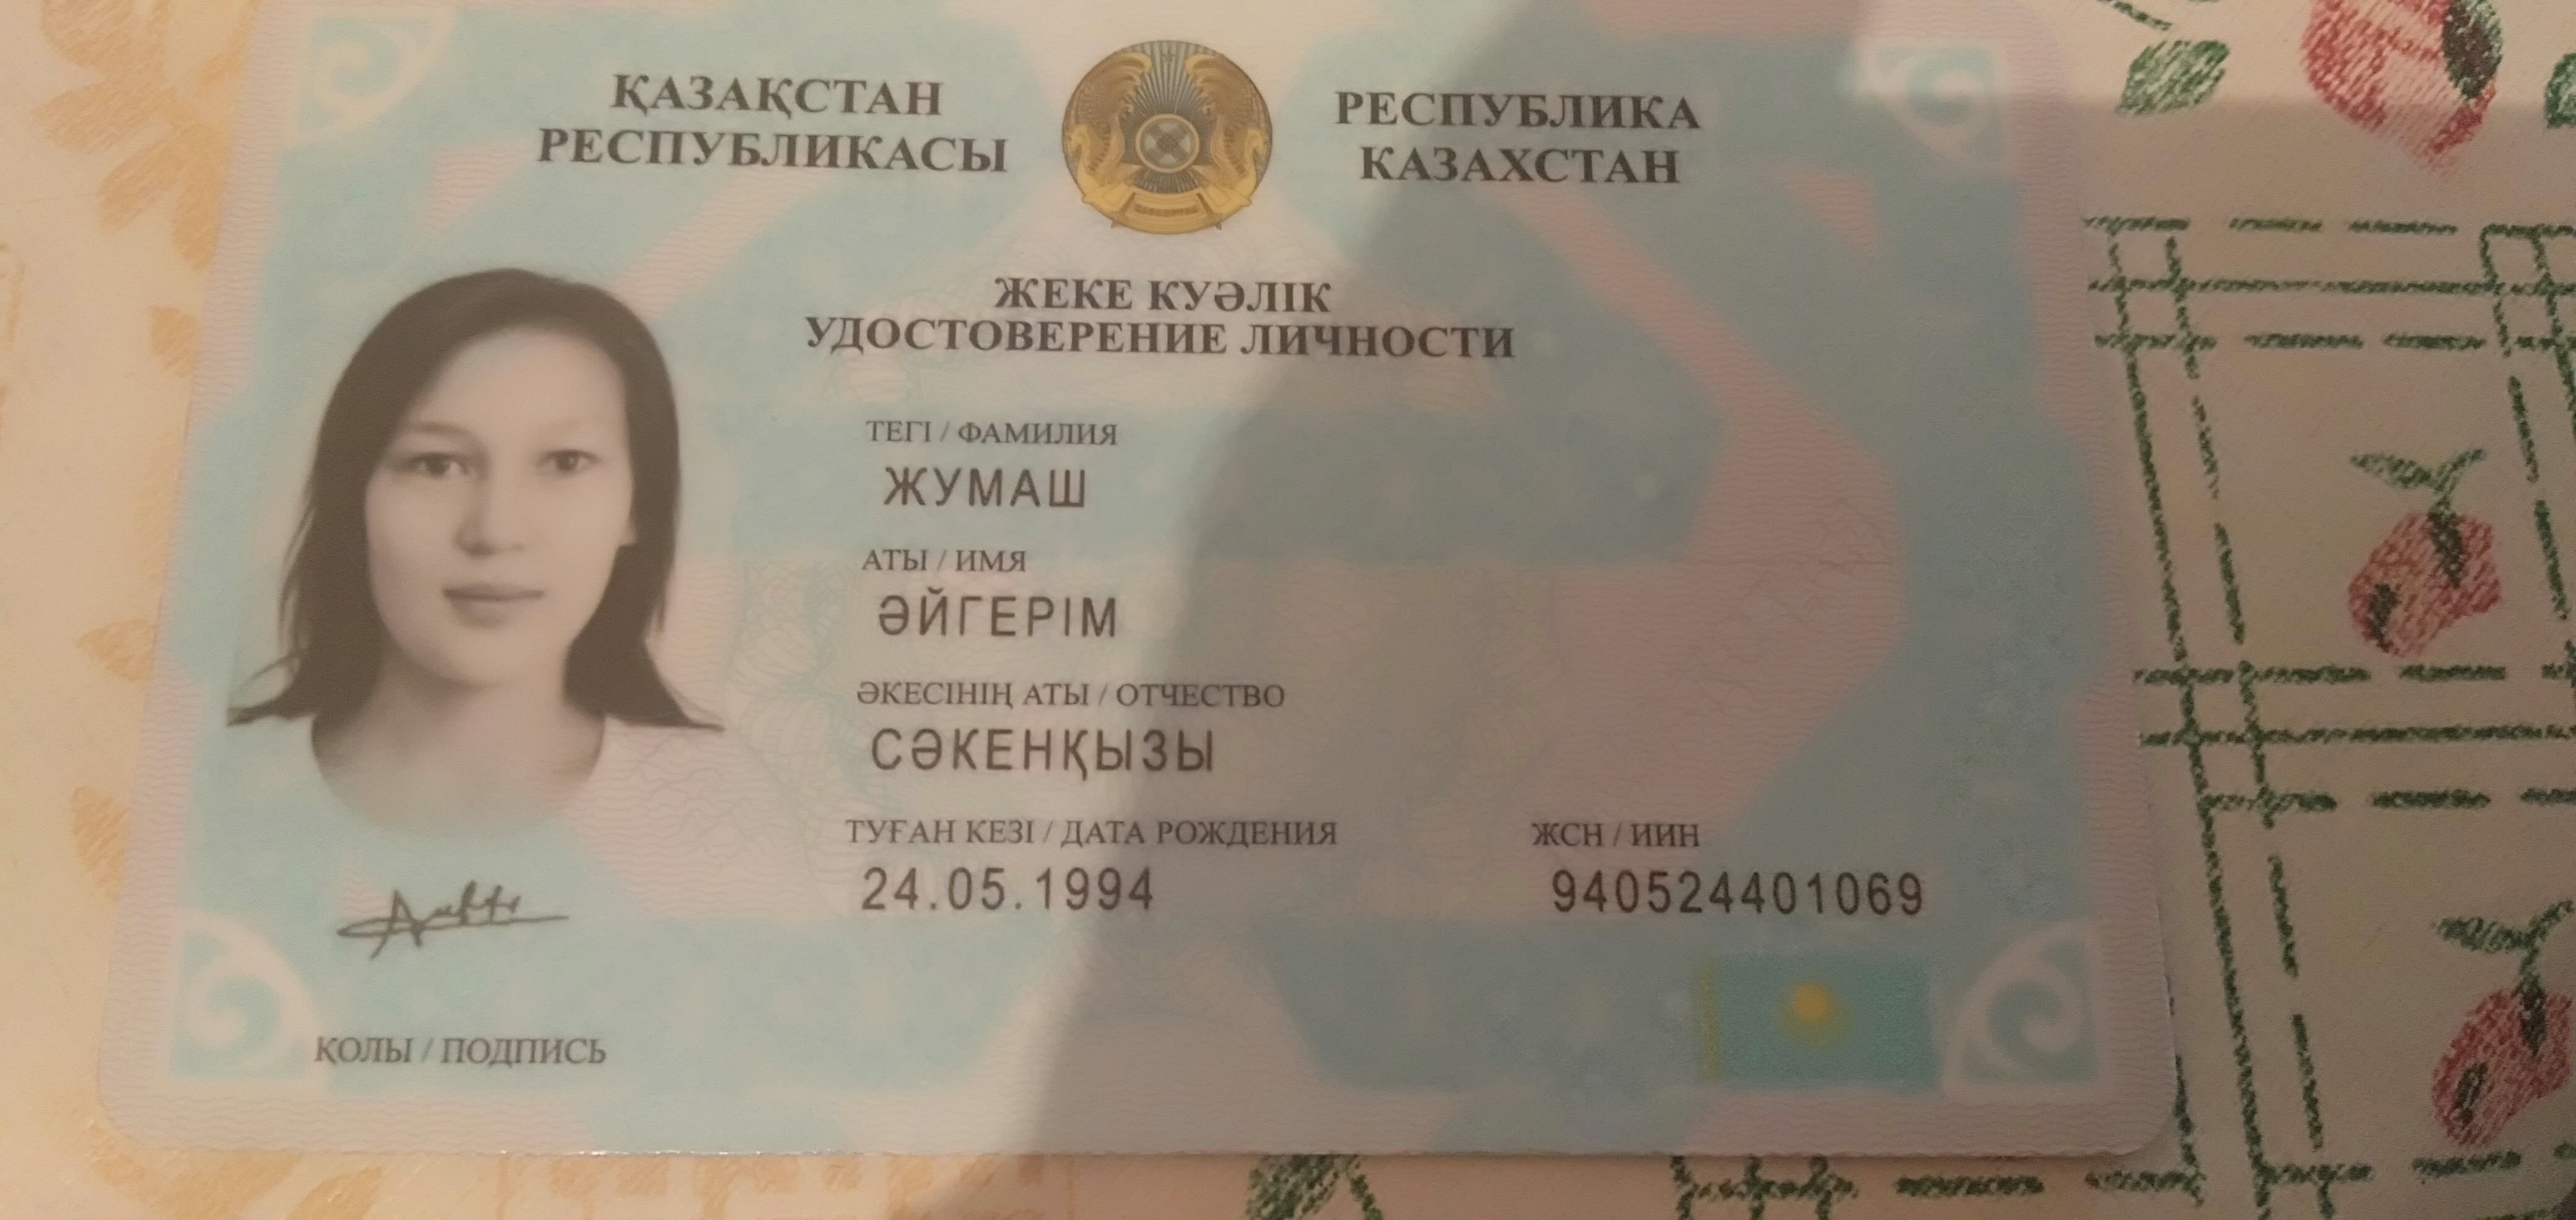 ҚАЗАҚСТАН
РЕСПУБЛИКАСЫ
РЕСПУБЛИКА
КАЗАХСТАН
ЖЕКЕ КУӘЛІК
УДОСТОВЕРЕНИЕ ЛИЧНОСТИ
ТЕГІ / ФАМИЛИЯ
ЖУМАШ
АТЫ / ИМЯ
ӘЙГЕРІМ
ӘКЕСІНІҢ АТЫ / ОТЧЕСТВО
СӘКЕНҚЫЗЫ
ТУҒАН КЕЗІ / ДАТА РОЖДЕНИЯ
24.05.1994
ЖСН / ИИН
940524401069
ҚОЛЫ / ПОДПИСЬ